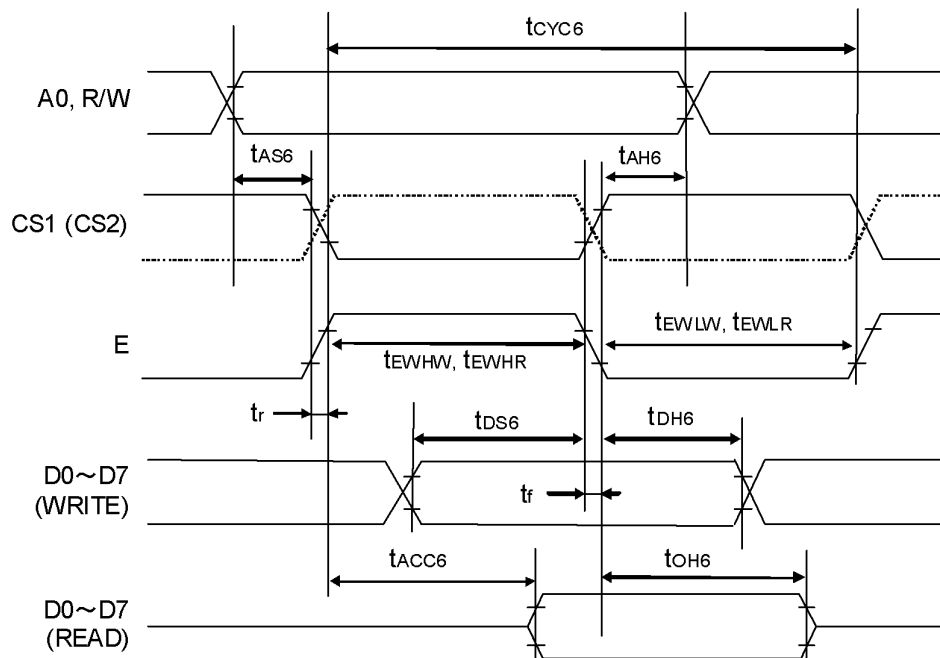 tCYC6
A0, R/W
tAS6
tAH6
CS1 (CS2)
E
tEWLW, tEWLR
tEWHW, tEWHR
tr
tDS6
tDH6
D0~D7
(WRITE)
tf
tACC6
tOH6
D0~D7
(READ)